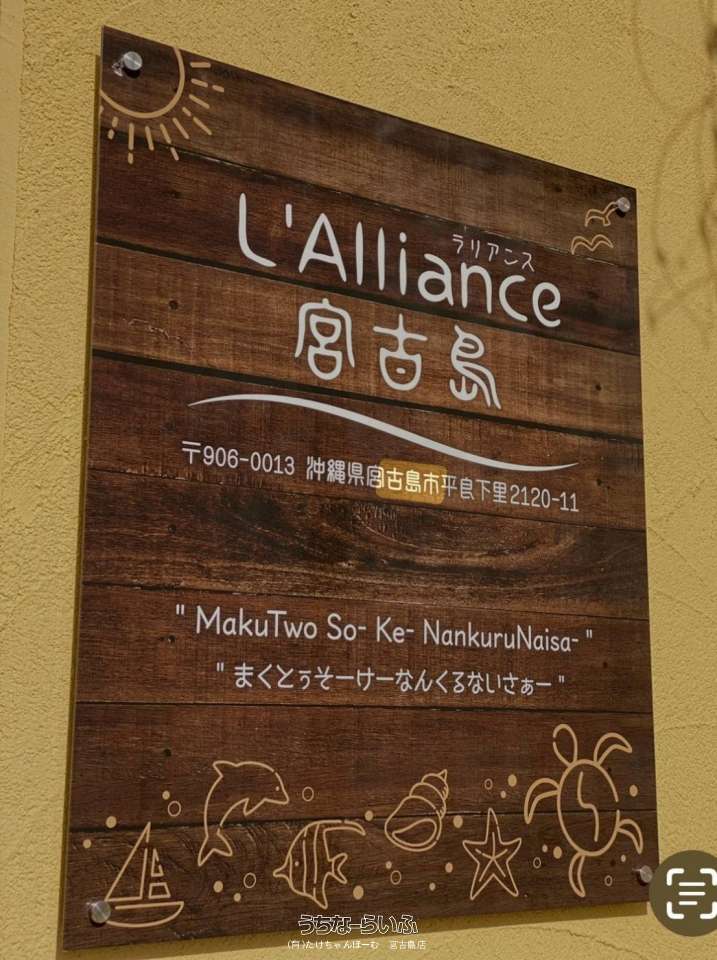 L'Alliance
ラリアンス
宮古島
〒906-0013 沖縄県宮古島市平良下里2120-11
" MakuTwo So- Ke- NankuruNaisa- "
" まくとぅそーけーなんくるないさぁー "
うちなーらいふ
(有)たけちゃんほーむ 宮古島店